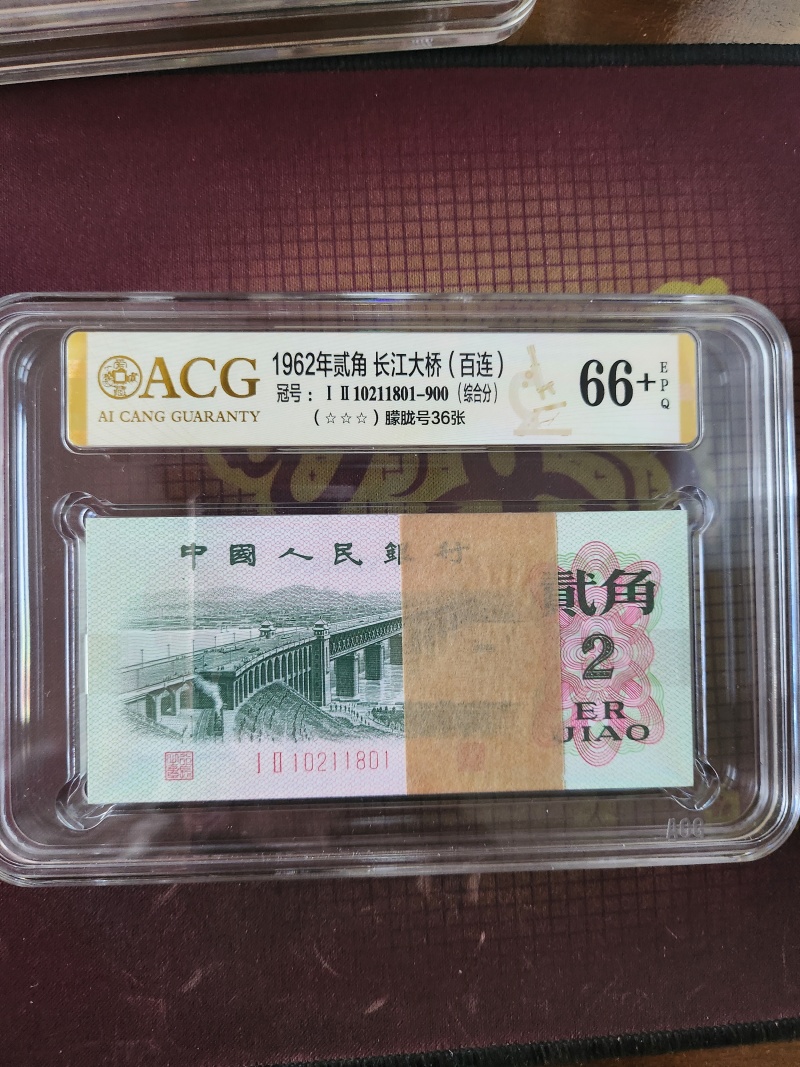 ACG
AI CANG GUARANTY
1962年贰角 长江大桥（百连）
冠号：Ⅰ Ⅱ 10211801-900（综合分）
（☆☆☆）朦胧号36张
66+
EPQ
中國人民銀行
貳角
2
ER
JIAO
Ⅰ Ⅱ 10211801
ACG